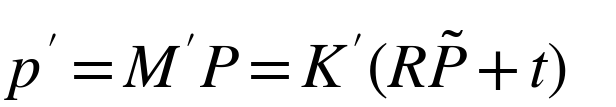 p′ = M′P = K′(RP̃ + t)